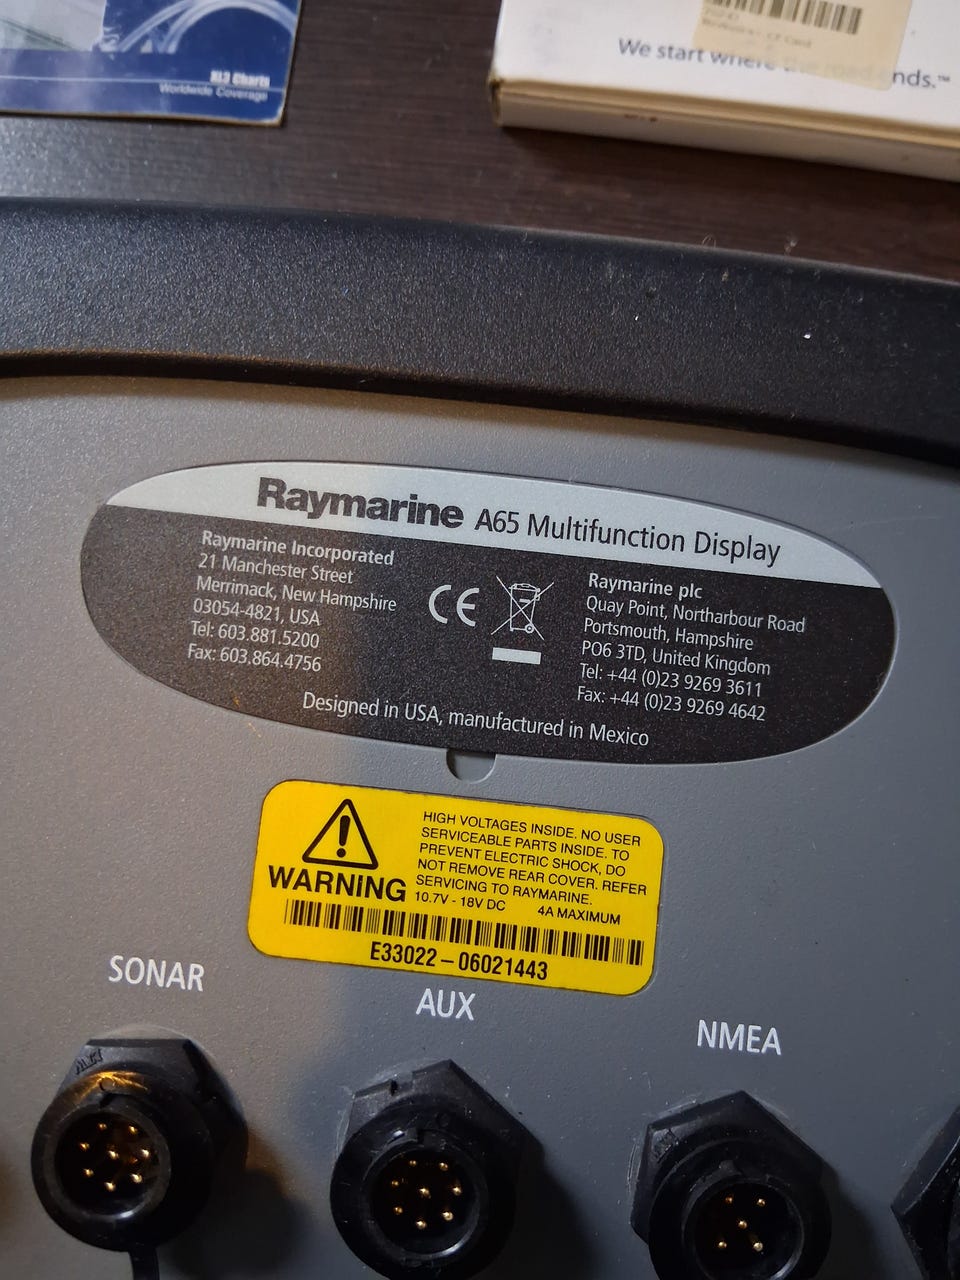 Worldwide Coverage
We start where the road ends.™
Raymarine A65 Multifunction Display
Raymarine Incorporated
21 Manchester Street
Merrimack, New Hampshire
03054-4821, USA
Tel: 603.881.5200
Fax: 603.864.4756
CE
Raymarine plc
Quay Point, Northarbour Road
Portsmouth, Hampshire
PO6 3TD, United Kingdom
Tel: +44 (0)23 9269 3611
Fax: +44 (0)23 9269 4642
Designed in USA, manufactured in Mexico
WARNING
HIGH VOLTAGES INSIDE. NO USER
SERVICEABLE PARTS INSIDE. TO
PREVENT ELECTRIC SHOCK, DO
NOT REMOVE REAR COVER. REFER
SERVICING TO RAYMARINE.
10.7V - 18V DC 4A MAXIMUM
E33022 – 06021443
SONAR
AUX
NMEA